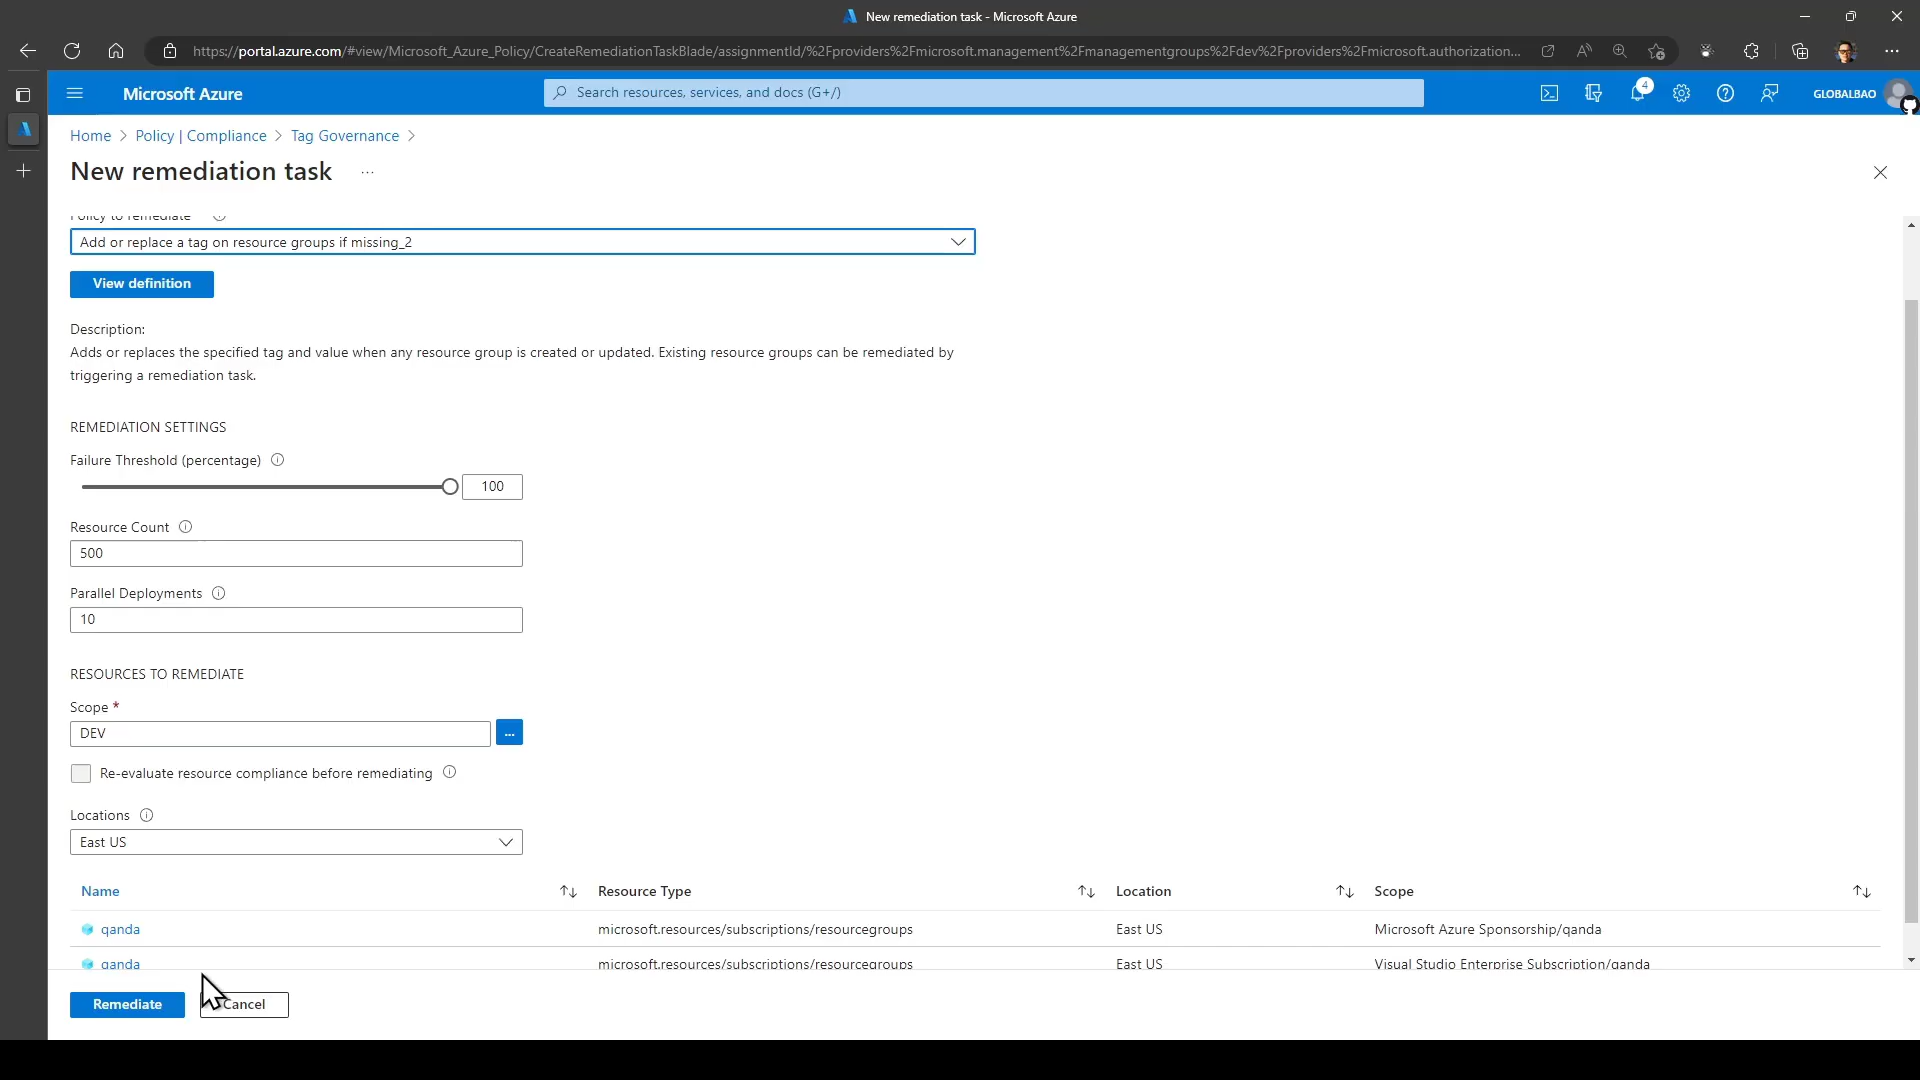 New remediation task - Microsoft Azure
https://portal.azure.com/#view/Microsoft_Azure_Policy/CreateRemediationTaskBlade/assignmentId/%2Fproviders%2Fmicrosoft.management%2Fmanagementgroups%2Fdev%2Fproviders%2Fmicrosoft.authorization...
Microsoft Azure
Search resources, services, and docs (G+/)
4
GLOBALBAO
Home > Policy | Compliance > Tag Governance >
New remediation task ...
Policy to remediate
Add or replace a tag on resource groups if missing_2
View definition
Description:
Adds or replaces the specified tag and value when any resource group is created or updated. Existing resource groups can be remediated by
triggering a remediation task.
REMEDIATION SETTINGS
Failure Threshold (percentage)
100
Resource Count
500
Parallel Deployments
10
RESOURCES TO REMEDIATE
Scope *
DEV
...
Re-evaluate resource compliance before remediating
Locations
East US
Name Resource Type Location Scope
qanda microsoft.resources/subscriptions/resourcegroups East US Microsoft Azure Sponsorship/qanda
qanda microsoft.resources/subscriptions/resourcegroups East US Visual Studio Enterprise Subscription/qanda
Remediate Cancel